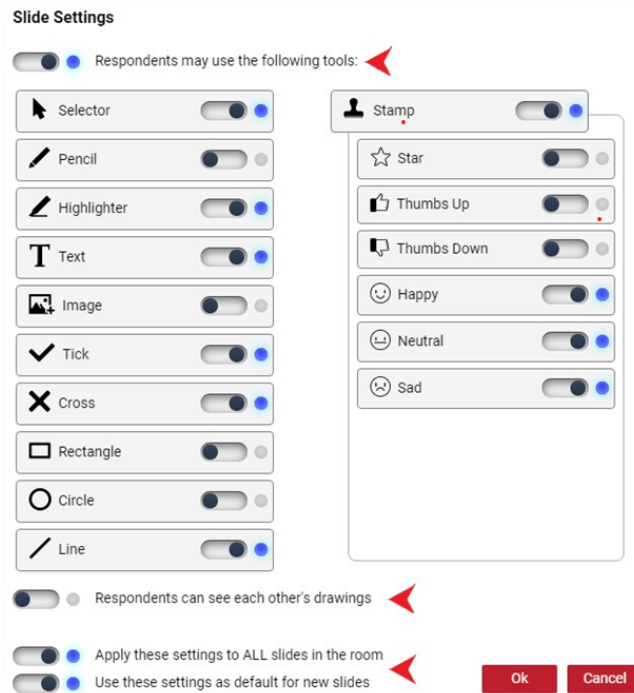 Slide Settings
Respondents may use the following tools:
Selector
Pencil
Highlighter
Text
Image
Tick
Cross
Rectangle
Circle
Line
Stamp
Star
Thumbs Up
Thumbs Down
Happy
Neutral
Sad
Respondents can see each other's drawings
Apply these settings to ALL slides in the room
Use these settings as default for new slides
Ok
Cancel